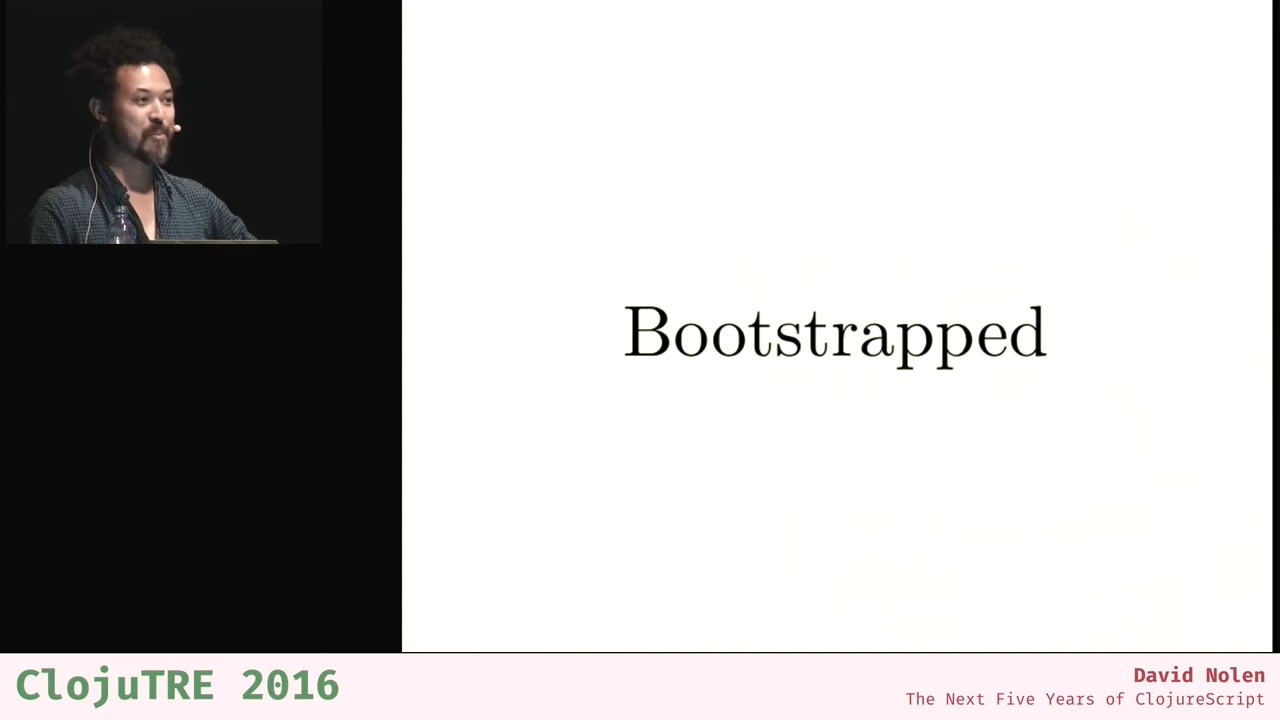 Bootstrapped
ClojuTRE 2016
David Nolen
The Next Five Years of ClojureScript